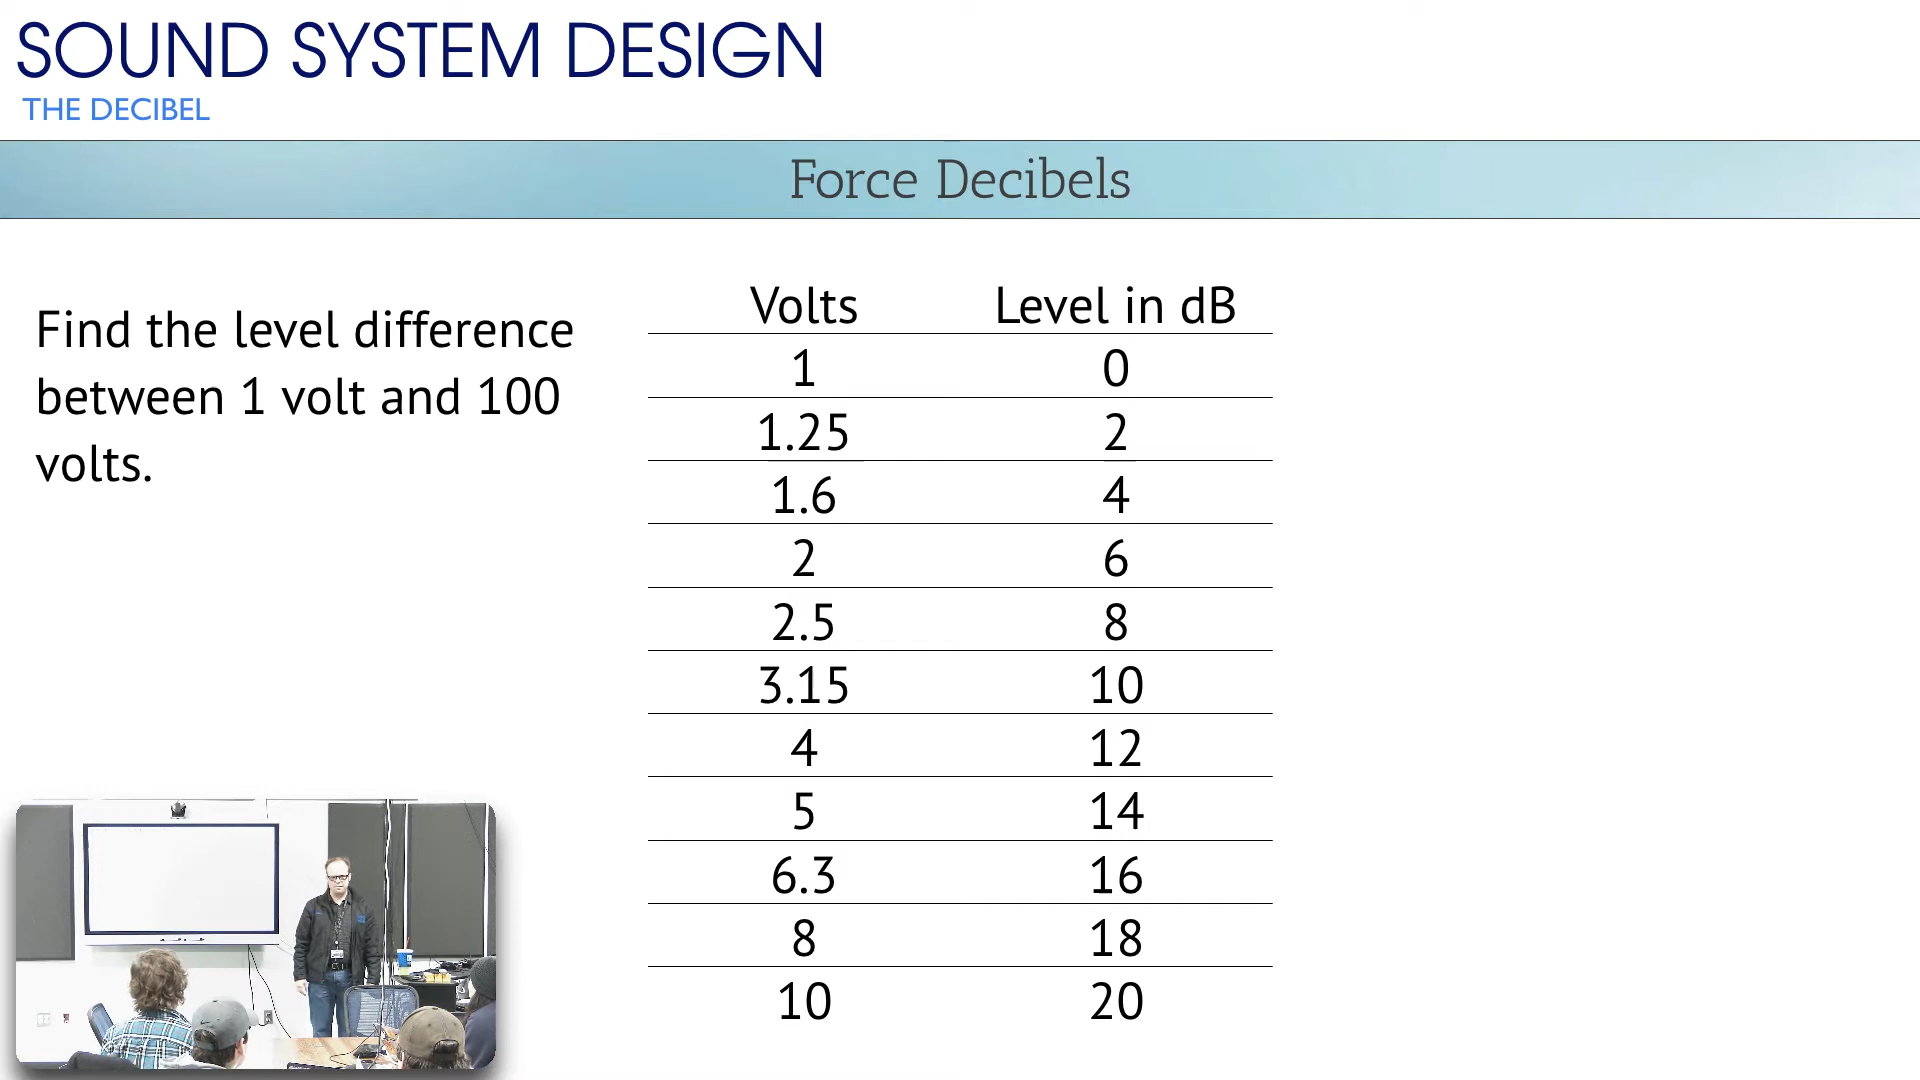 SOUND SYSTEM DESIGN
THE DECIBEL
Force Decibels
Find the level difference
between 1 volt and 100
volts.
Volts Level in dB
1 0
1.25 2
1.6 4
2 6
2.5 8
3.15 10
4 12
5 14
6.3 16
8 18
10 20